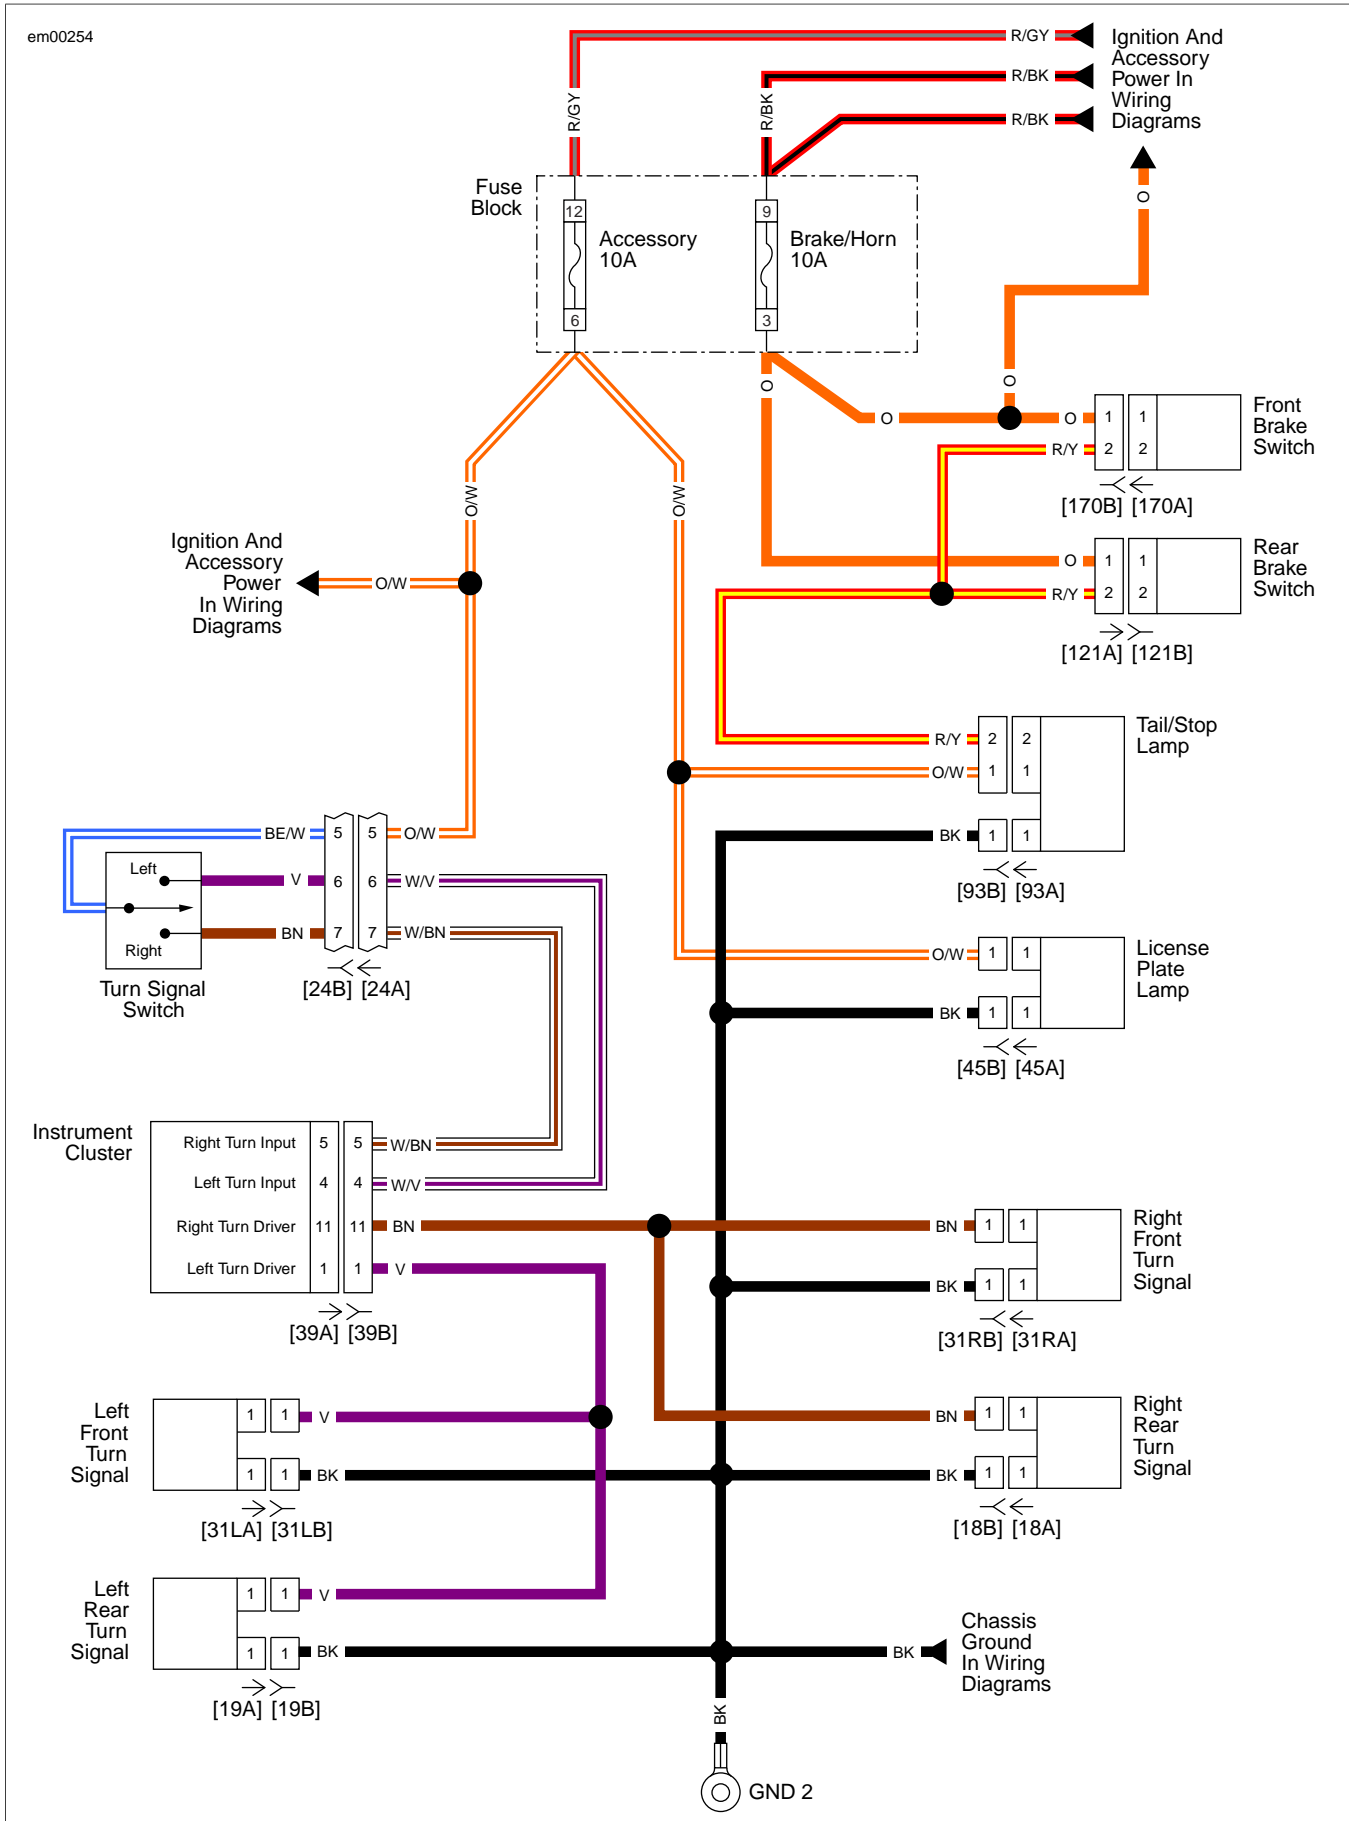 em00254
R/GY
R/BK
R/BK
Ignition And
Accessory
Power In
Wiring
Diagrams
R/GY
R/BK
O
Fuse
Block
12
9
Accessory
10A
Brake/Horn
10A
6
3
O
O
O
O
1
1
R/Y
2
2
Front
Brake
Switch
[170B]
[170A]
O/W
O/W
Ignition And
Accessory
Power
In Wiring
Diagrams
O/W
O
1
1
R/Y
2
2
Rear
Brake
Switch
[121A]
[121B]
R/Y
2
2
O/W
1
1
BK
1
1
Tail/Stop
Lamp
[93B]
[93A]
BE/W
5
5
O/W
Left
V
6
6
W/V
Right
BN
7
7
W/BN
Turn Signal
Switch
[24B]
[24A]
O/W
1
1
BK
1
1
License
Plate
Lamp
[45B]
[45A]
Instrument
Cluster
Right Turn Input
5
5
W/BN
Left Turn Input
4
4
W/V
Right Turn Driver
11
11
BN
Left Turn Driver
1
1
V
[39A]
[39B]
BN
1
1
BK
1
1
Right
Front
Turn
Signal
[31RB]
[31RA]
Left
Front
Turn
Signal
1
1
V
1
1
BK
[31LA]
[31LB]
BN
1
1
BK
1
1
Right
Rear
Turn
Signal
[18B]
[18A]
Left
Rear
Turn
Signal
1
1
V
1
1
BK
[19A]
[19B]
BK
Chassis
Ground
In Wiring
Diagrams
BK
GND 2